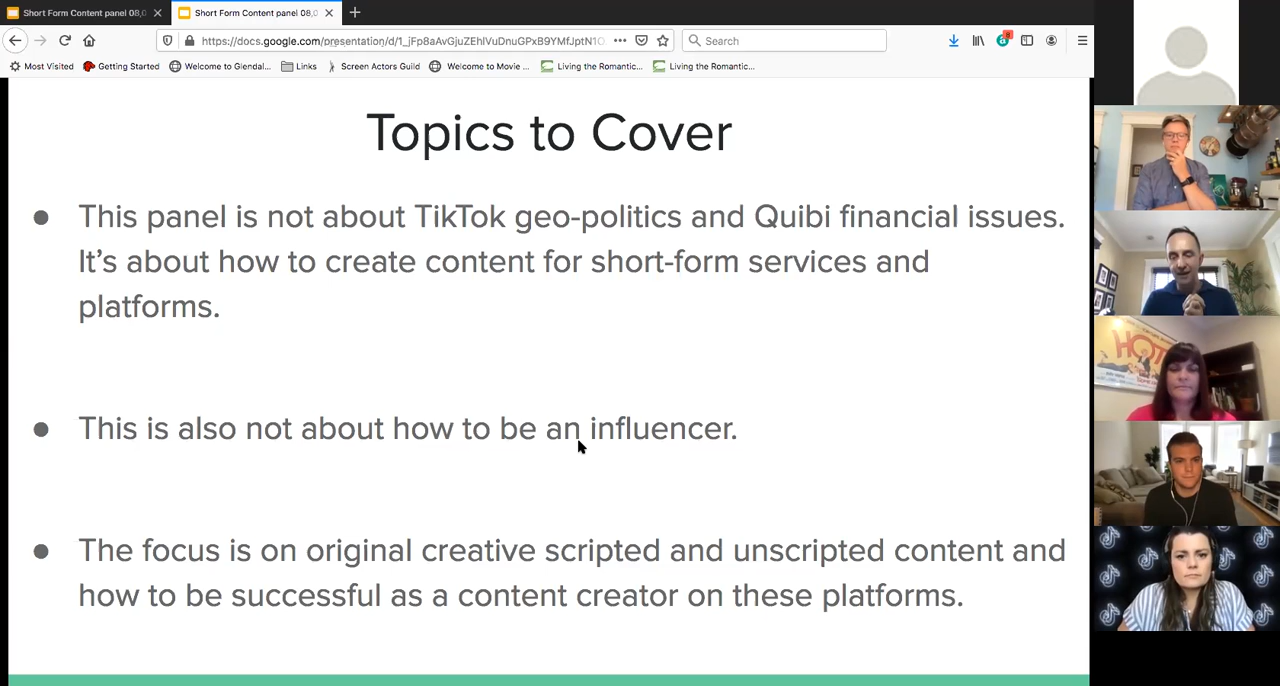 Short Form Content panel 08,0
Short Form Content panel 08,0
https://docs.google.com/presentation/d/1_jFp8aAvGjuZEhlVuDnuGPxB9YMfJptN1O
Search
8
Most Visited
Getting Started
Welcome to Giendal...
Links
Screen Actors Guild
Welcome to Movie ...
Living the Romantic...
Living the Romantic...
Topics to Cover
● This panel is not about TikTok geo-politics and Quibi financial issues.
It’s about how to create content for short-form services and
platforms.
● This is also not about how to be an influencer.
● The focus is on original creative scripted and unscripted content and
how to be successful as a content creator on these platforms.
HOT